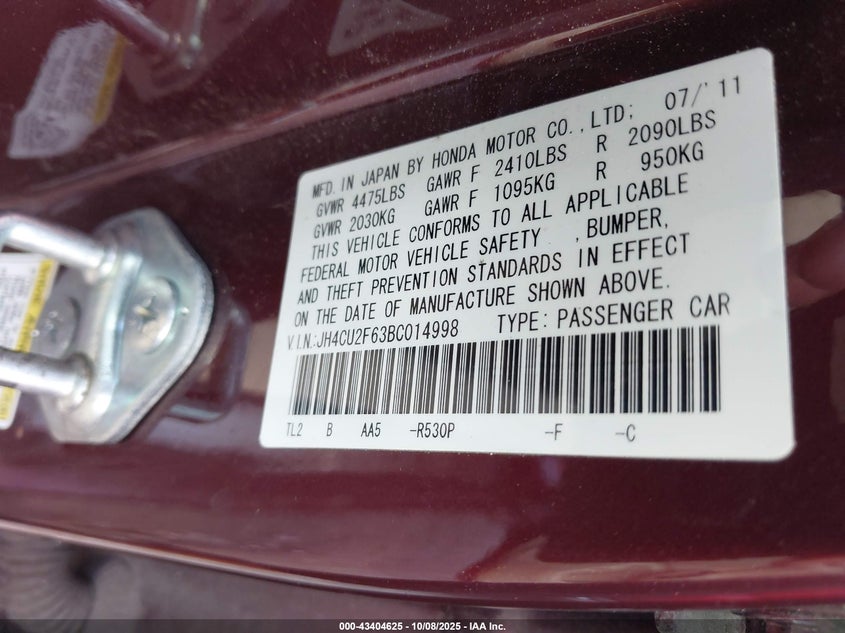 MFD. IN JAPAN BY HONDA MOTOR CO., LTD; 07/'11
GVWR 4475LBS GAWR F 2410LBS R 2090LBS
GVWR 2030KG GAWR F 1095KG R 950KG
THIS VEHICLE CONFORMS TO ALL APPLICABLE
FEDERAL MOTOR VEHICLE SAFETY , BUMPER,
AND THEFT PREVENTION STANDARDS IN EFFECT
ON THE DATE OF MANUFACTURE SHOWN ABOVE.
V.I.N.:JH4CU2F63BC014998 TYPE: PASSENGER CAR
TL2 B AA5 -R530P -F -C
000-43404625 - 10/08/2025 - IAA Inc.